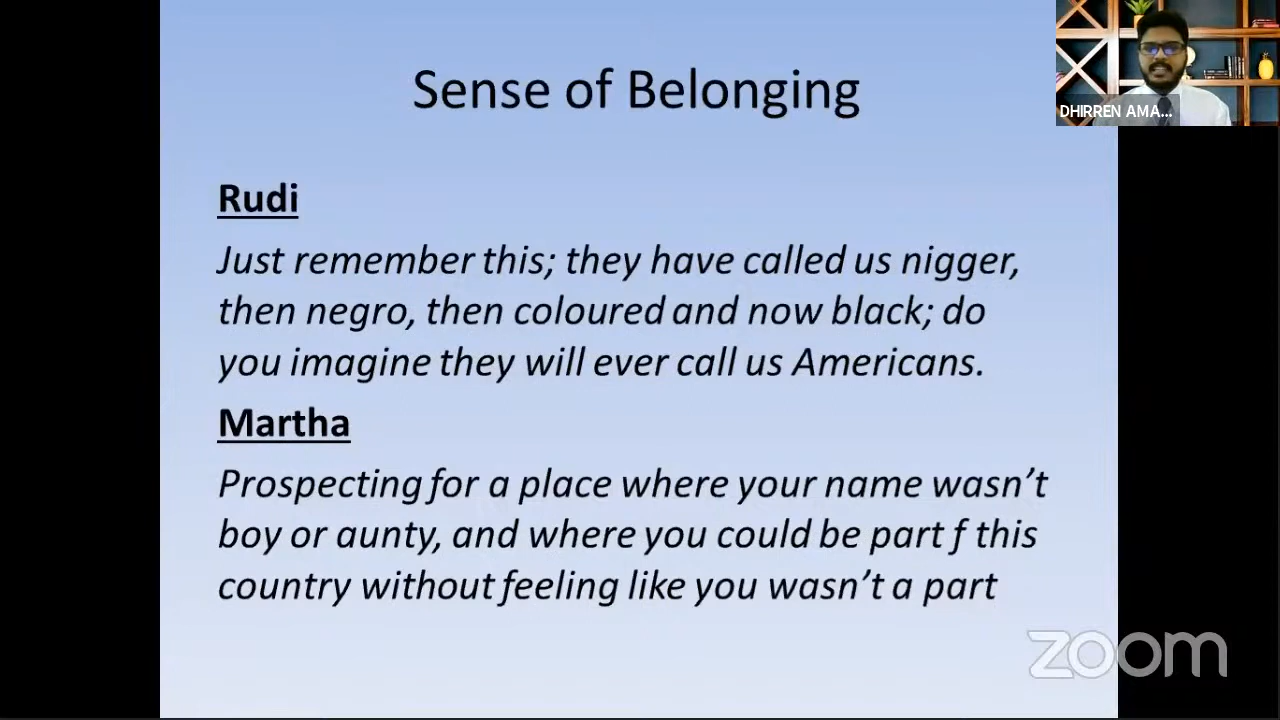 Sense of Belonging
DHIRREN AMA...
Rudi
Just remember this; they have called us nigger,
then negro, then coloured and now black; do
you imagine they will ever call us Americans.
Martha
Prospecting for a place where your name wasn’t
boy or aunty, and where you could be part f this
country without feeling like you wasn’t a part
zoom